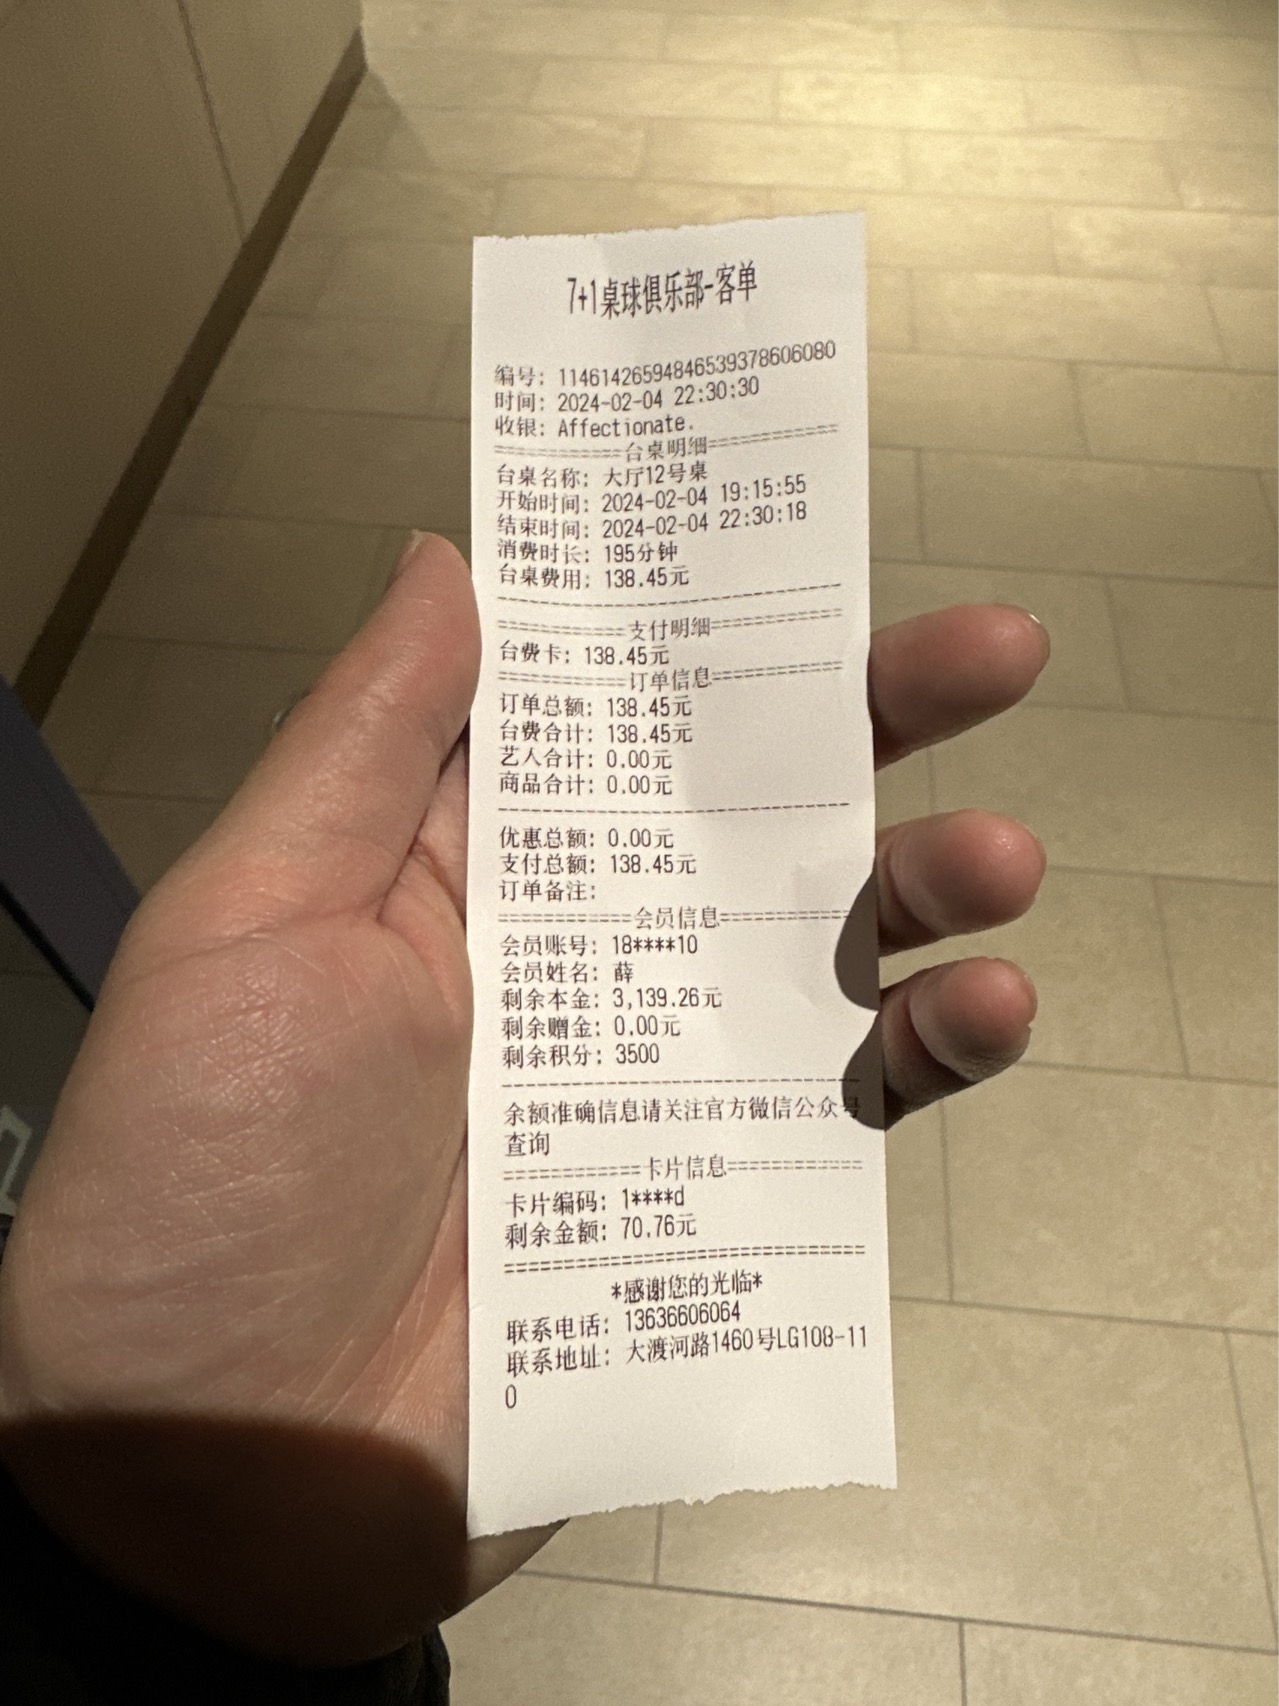 7+1桌球俱乐部-客单
编号: 11461426594846539378606080
时间: 2024-02-04 22:30:30
收银: Affectionate.
============台桌明细============
台桌名称: 大厅12号桌
开始时间: 2024-02-04 19:15:55
结束时间: 2024-02-04 22:30:18
消费时长: 195分钟
台桌费用: 138.45元
--------------------------------
============支付明细============
台费卡: 138.45元
============订单信息============
订单总额: 138.45元
台费合计: 138.45元
艺人合计: 0.00元
商品合计: 0.00元
--------------------------------
优惠总额: 0.00元
支付总额: 138.45元
订单备注:
============会员信息============
会员账号: 18****10
会员姓名: 薛
剩余本金: 3,139.26元
剩余赠金: 0.00元
剩余积分: 3500
--------------------------------
余额准确信息请关注官方微信公众号
查询
============卡片信息============
卡片编码: 1****d
剩余金额: 70.76元
================================
*感谢您的光临*
联系电话: 13636606064
联系地址: 大渡河路1460号LG108-11
0